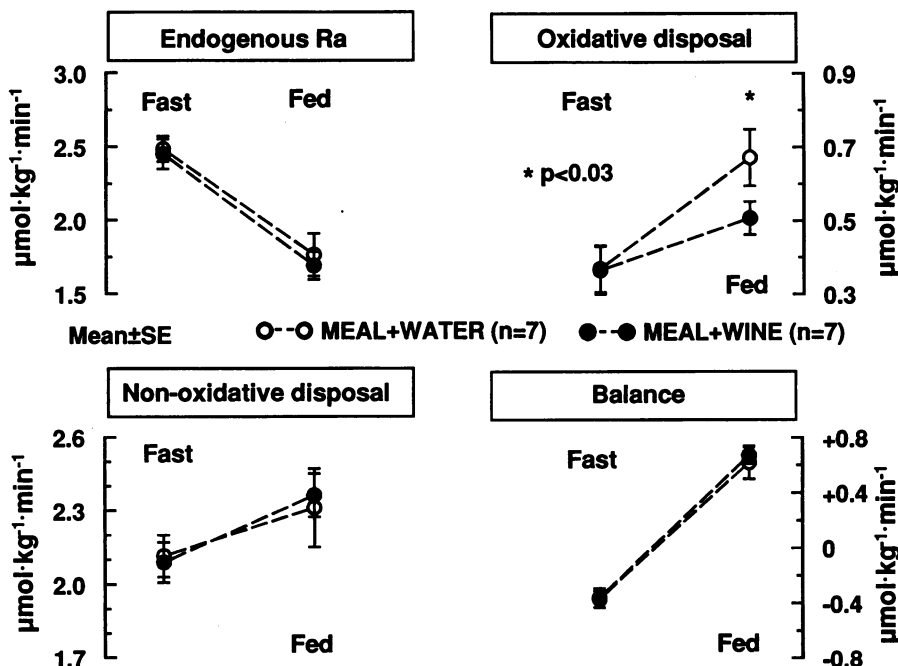 Endogenous Ra
Oxidative disposal
3.0
2.5
2.0
1.5
µmol·kg⁻¹·min⁻¹
Fast
Fed
Fast
*
* p<0.03
Fed
0.9
0.7
0.5
0.3
µmol·kg⁻¹·min⁻¹
Mean±SE
MEAL+WATER (n=7)
MEAL+WINE (n=7)
Non-oxidative disposal
Balance
2.6
2.3
2.0
1.7
µmol·kg⁻¹·min⁻¹
Fast
Fed
Fast
Fed
+0.8
+0.4
0
-0.4
-0.8
µmol·kg⁻¹·min⁻¹